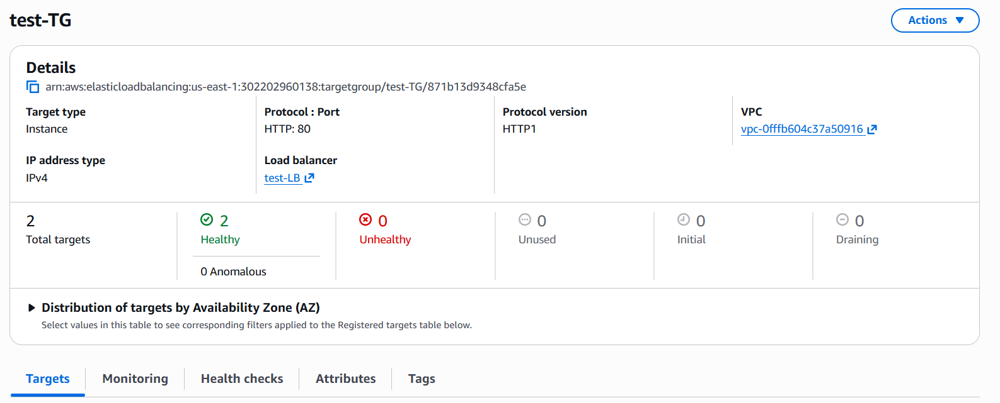 test-TG
Actions
Details
arn:aws:elasticloadbalancing:us-east-1:302202960138:targetgroup/test-TG/871b13d9348cfa5e
Target type
Instance
Protocol : Port
HTTP: 80
Protocol version
HTTP1
VPC
vpc-0fffb604c37a50916
IP address type
IPv4
Load balancer
test-LB
2
Total targets
2
Healthy
0 Anomalous
0
Unhealthy
0
Unused
0
Initial
0
Draining
Distribution of targets by Availability Zone (AZ)
Select values in this table to see corresponding filters applied to the Registered targets table below.
Targets
Monitoring
Health checks
Attributes
Tags